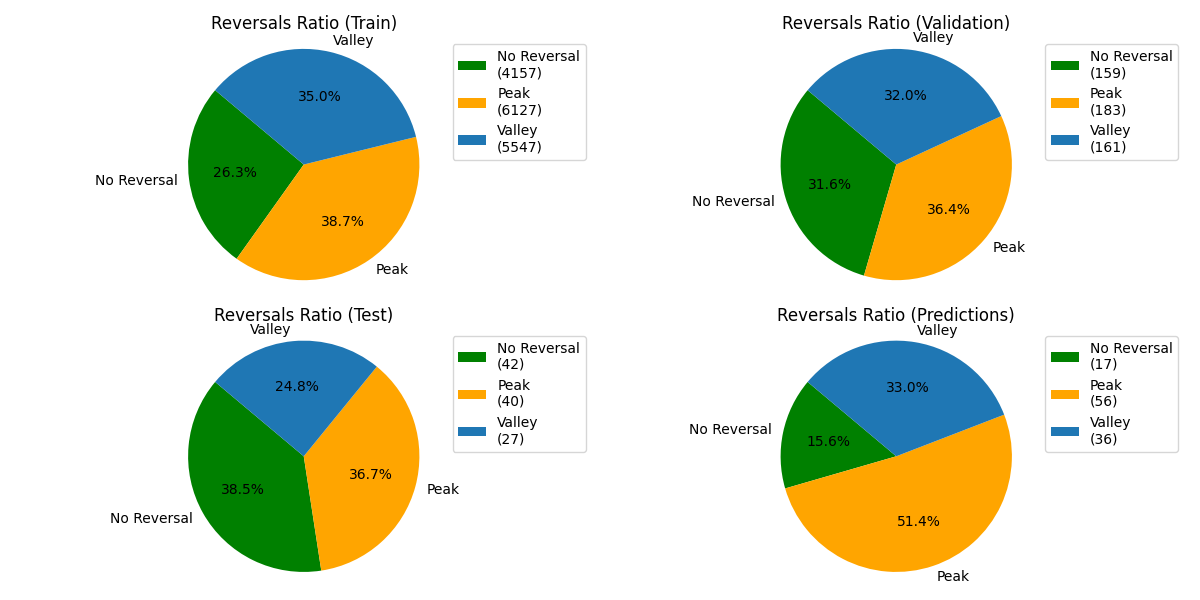 Reversals Ratio (Train)
Valley
35.0%
26.3%
No Reversal
38.7%
Peak
No Reversal
(4157)
Peak
(6127)
Valley
(5547)
Reversals Ratio (Validation)
Valley
32.0%
31.6%
No Reversal
36.4%
Peak
No Reversal
(159)
Peak
(183)
Valley
(161)
Reversals Ratio (Test)
Valley
24.8%
36.7%
38.5%
Peak
No Reversal
No Reversal
(42)
Peak
(40)
Valley
(27)
Reversals Ratio (Predictions)
Valley
33.0%
No Reversal
15.6%
51.4%
Peak
No Reversal
(17)
Peak
(56)
Valley
(36)